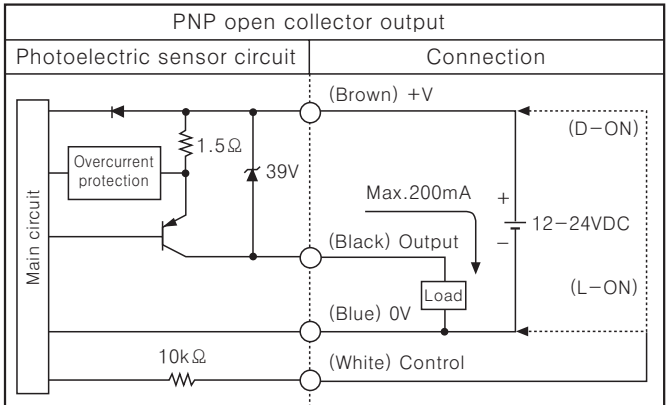 PNP open collector output
Photoelectric sensor circuit
Connection
(Brown) +V
(D-ON)
1.5Ω
Overcurrent
protection
39V
Max.200mA
Main circuit
+
12-24VDC
-
(Black) Output
Load
(L-ON)
(Blue) 0V
10kΩ
(White) Control